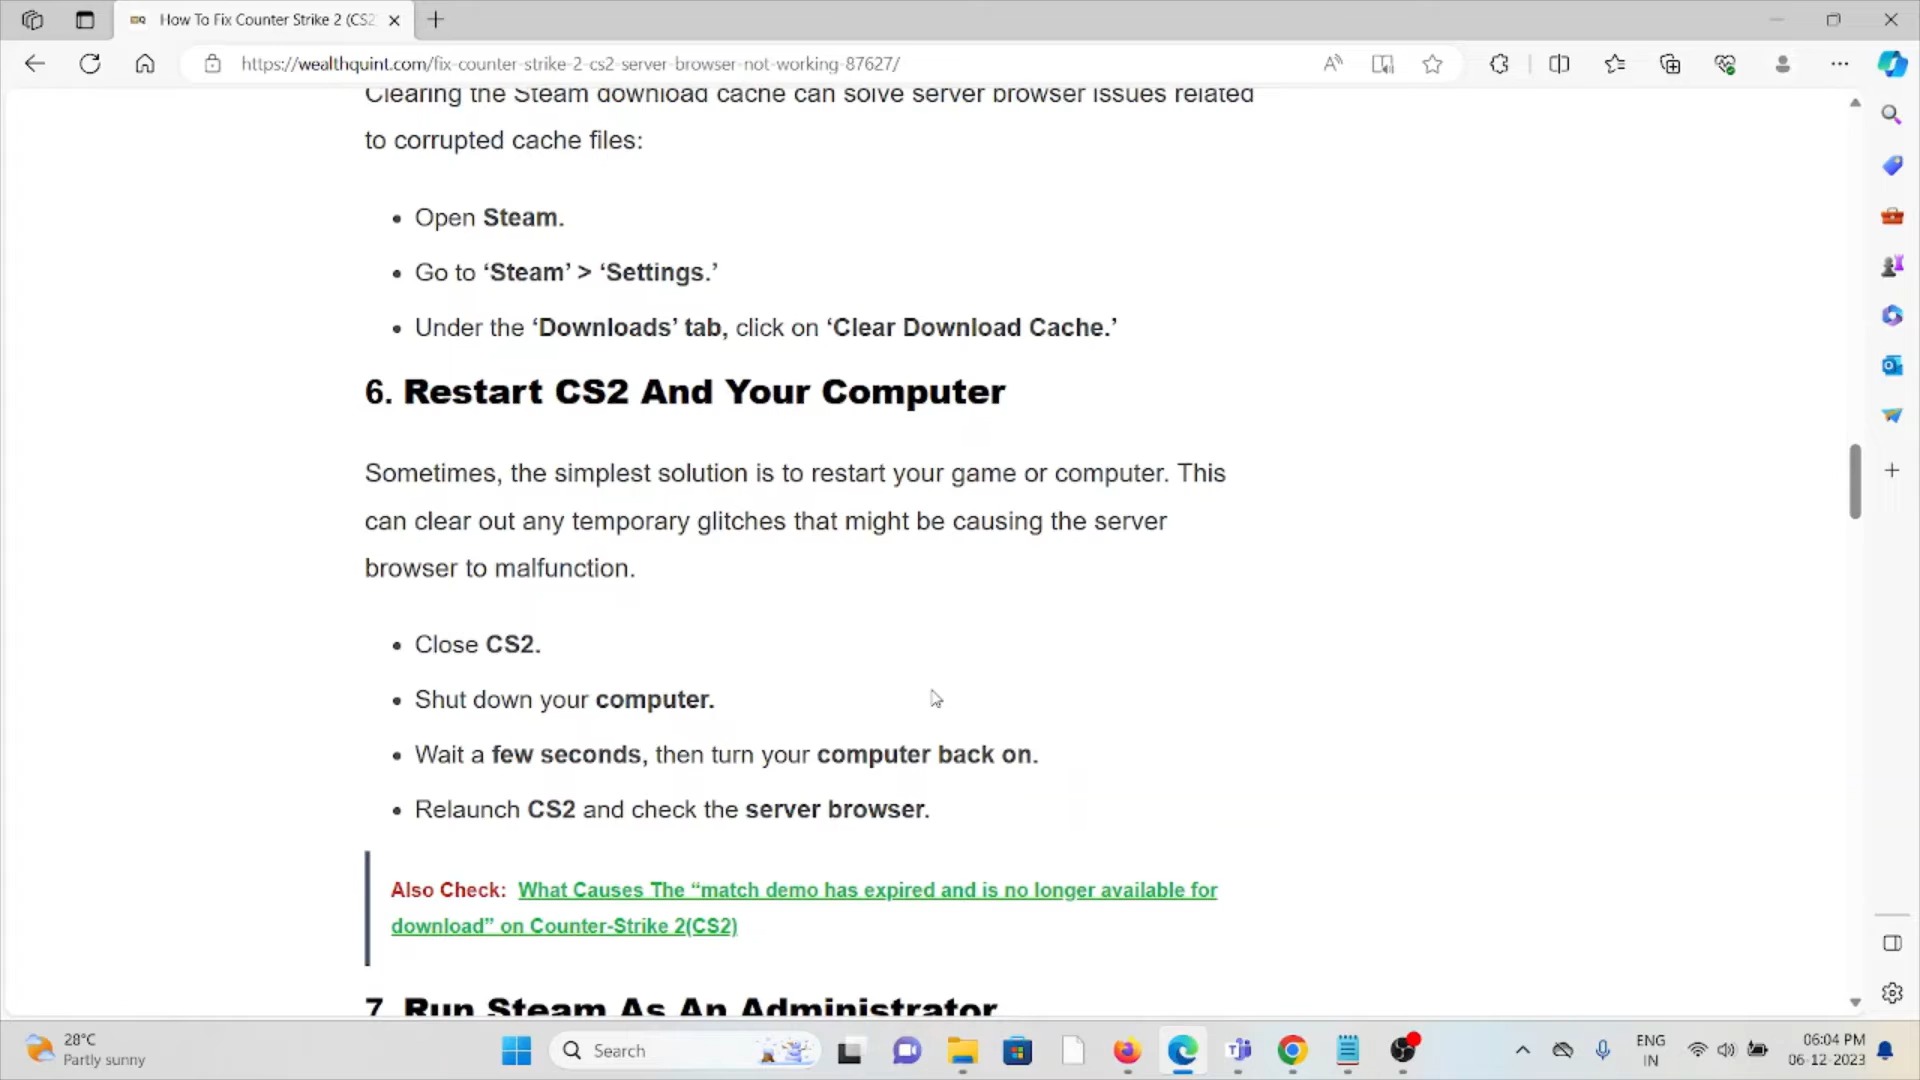 How To Fix Counter Strike 2 (CS2
https://wealthquint.com/fix-counter-strike-2-cs2-server-browser-not-working-87627/
Clearing the Steam download cache can solve server browser issues related
to corrupted cache files:
• Open Steam.
• Go to ‘Steam’ > ‘Settings.’
• Under the ‘Downloads’ tab, click on ‘Clear Download Cache.’
6. Restart CS2 And Your Computer
Sometimes, the simplest solution is to restart your game or computer. This
can clear out any temporary glitches that might be causing the server
browser to malfunction.
• Close CS2.
• Shut down your computer.
• Wait a few seconds, then turn your computer back on.
• Relaunch CS2 and check the server browser.
Also Check: What Causes The “match demo has expired and is no longer available for
download” on Counter-Strike 2(CS2)
7. Run Steam As An Administrator
28°C
Partly sunny
Search
ENG
IN
06:04 PM
06-12-2023